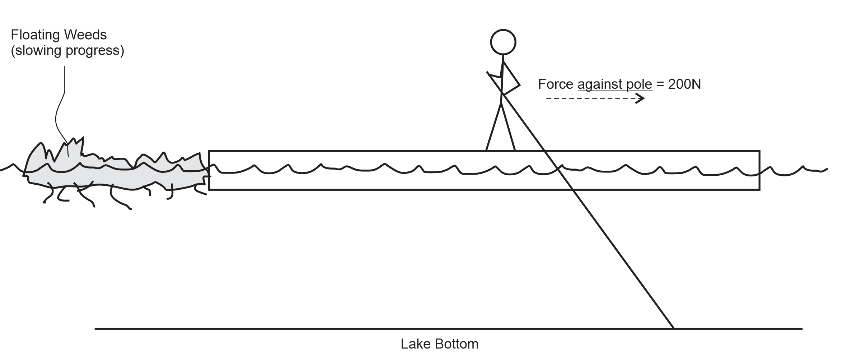 Floating Weeds
(slowing progress)
Force against pole = 200N
Lake Bottom